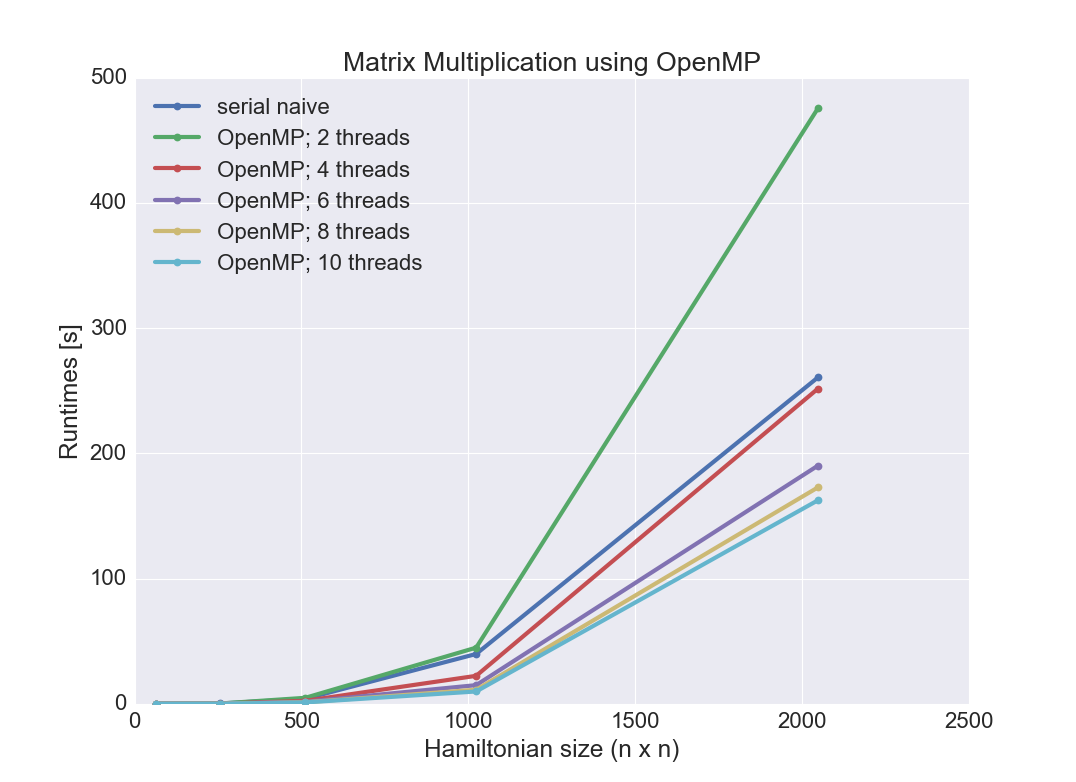 Matrix Multiplication using OpenMP
500
400
300
200
100
0
Runtimes [s]
serial naive
OpenMP; 2 threads
OpenMP; 4 threads
OpenMP; 6 threads
OpenMP; 8 threads
OpenMP; 10 threads
0 500 1000 1500 2000 2500
Hamiltonian size (n x n)